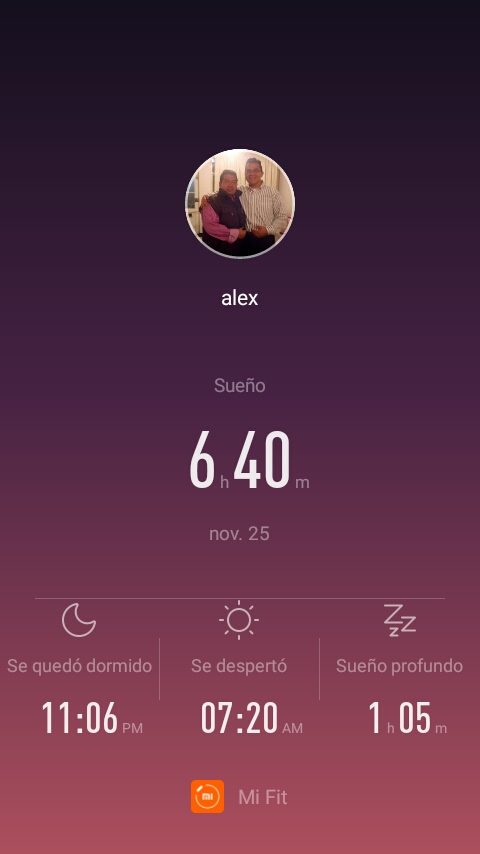 alex
Sueño
6 h 40 m
nov. 25
Se quedó dormido Se despertó Sueño profundo
11:06 PM 07:20 AM 1 h 05 m
Mi Fit